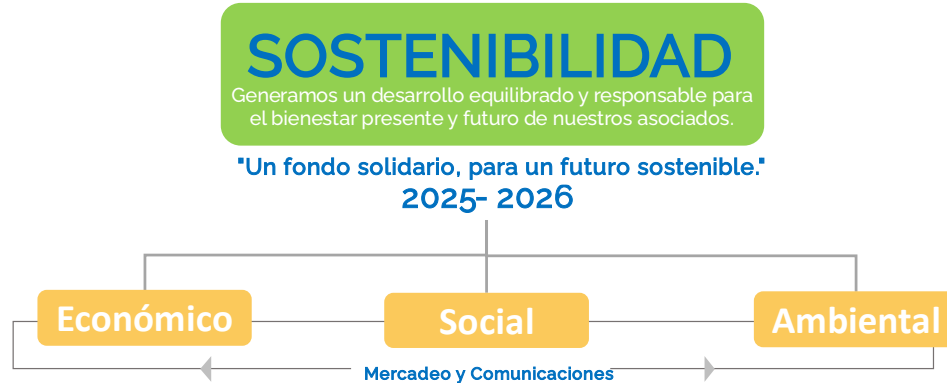 SOSTENIBILIDAD
Generamos un desarrollo equilibrado y responsable para
el bienestar presente y futuro de nuestros asociados.
"Un fondo solidario, para un futuro sostenible."
2025- 2026
Económico
Social
Ambiental
Mercadeo y Comunicaciones